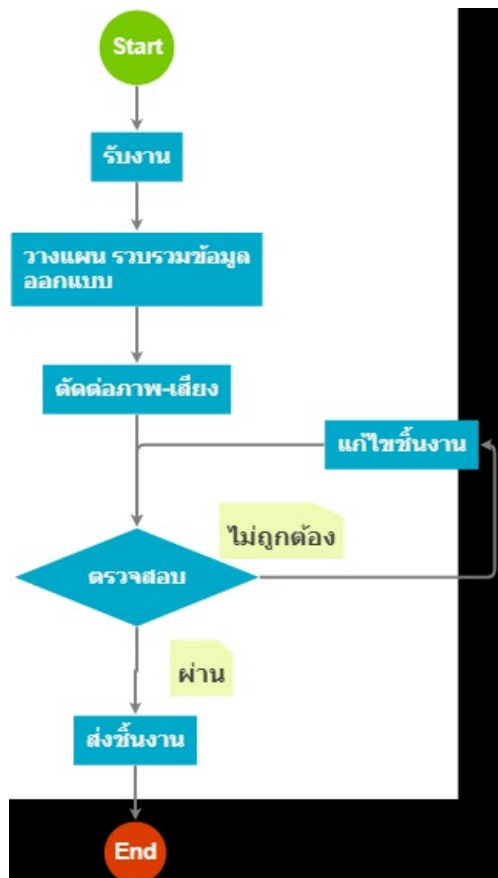 Start
รับงาน
วางแผน รวบรวมข้อมูล
ออกแบบ
ตัดต่อภาพ-เสียง
แก้ไขชิ้นงาน
ไม่ถูกต้อง
ตรวจสอบ
ผ่าน
ส่งชิ้นงาน
End